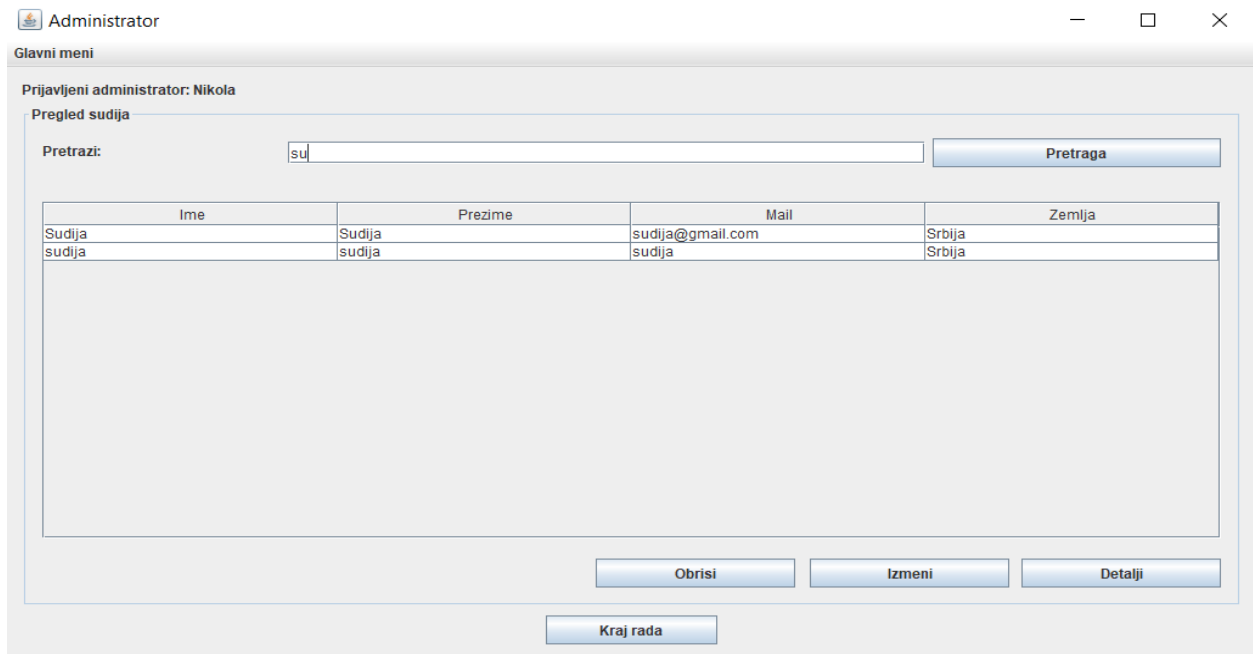 Administrator
Glavni meni
Prijavljeni administrator: Nikola
Pregled sudija
Pretrazi: su Pretraga
Ime Prezime Mail Zemlja
Sudija Sudija sudija@gmail.com Srbija
sudija sudija sudija Srbija
Obrisi Izmeni Detalji
Kraj rada